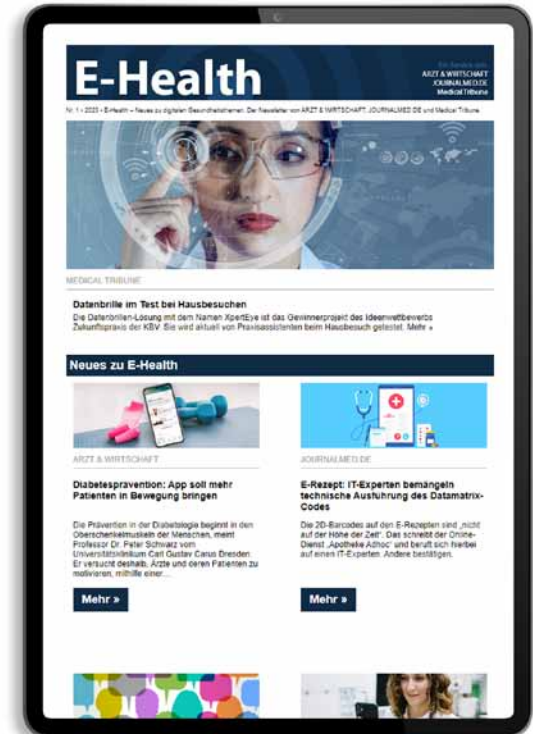 E-Health
Ein Service von
ARZT & WIRTSCHAFT
JOURNALMED.DE
Medical Tribune
Nr. 1 • 2023 • E-Health – Neues zu digitalen Gesundheitsthemen. Der Newsletter von ARZT & WIRTSCHAFT, JOURNALMED.DE und Medical Tribune.
MEDICAL TRIBUNE
Datenbrille im Test bei Hausbesuchen
Die Datenbrillen-Lösung mit dem Namen XpertEye ist das Gewinnerprojekt des Ideenwettbewerbs
Zukunftspraxis der KBV. Sie wird aktuell von Praxisassistenten beim Hausbesuch getestet. Mehr »
Neues zu E-Health
ARZT & WIRTSCHAFT
Diabetesprävention: App soll mehr
Patienten in Bewegung bringen
Die Prävention in der Diabetologie beginnt in den
Oberschenkelmuskeln der Menschen, meint
Professor Dr. Peter Schwarz vom
Universitätsklinikum Carl Gustav Carus Dresden.
Er versucht deshalb, Ärzte und deren Patienten zu
motivieren, mithilfe einer...
Mehr »
JOURNALMED.DE
E-Rezept: IT-Experten bemängeln
technische Ausführung des Datamatrix-
Codes
Die 2D-Barcodes auf den E-Rezepten sind „nicht
auf der Höhe der Zeit“. Das schreibt der Online-
Dienst „Apotheke Adhoc“ und beruft sich hierbei
auf einen IT-Experten. Andere bestätigen.
Mehr »